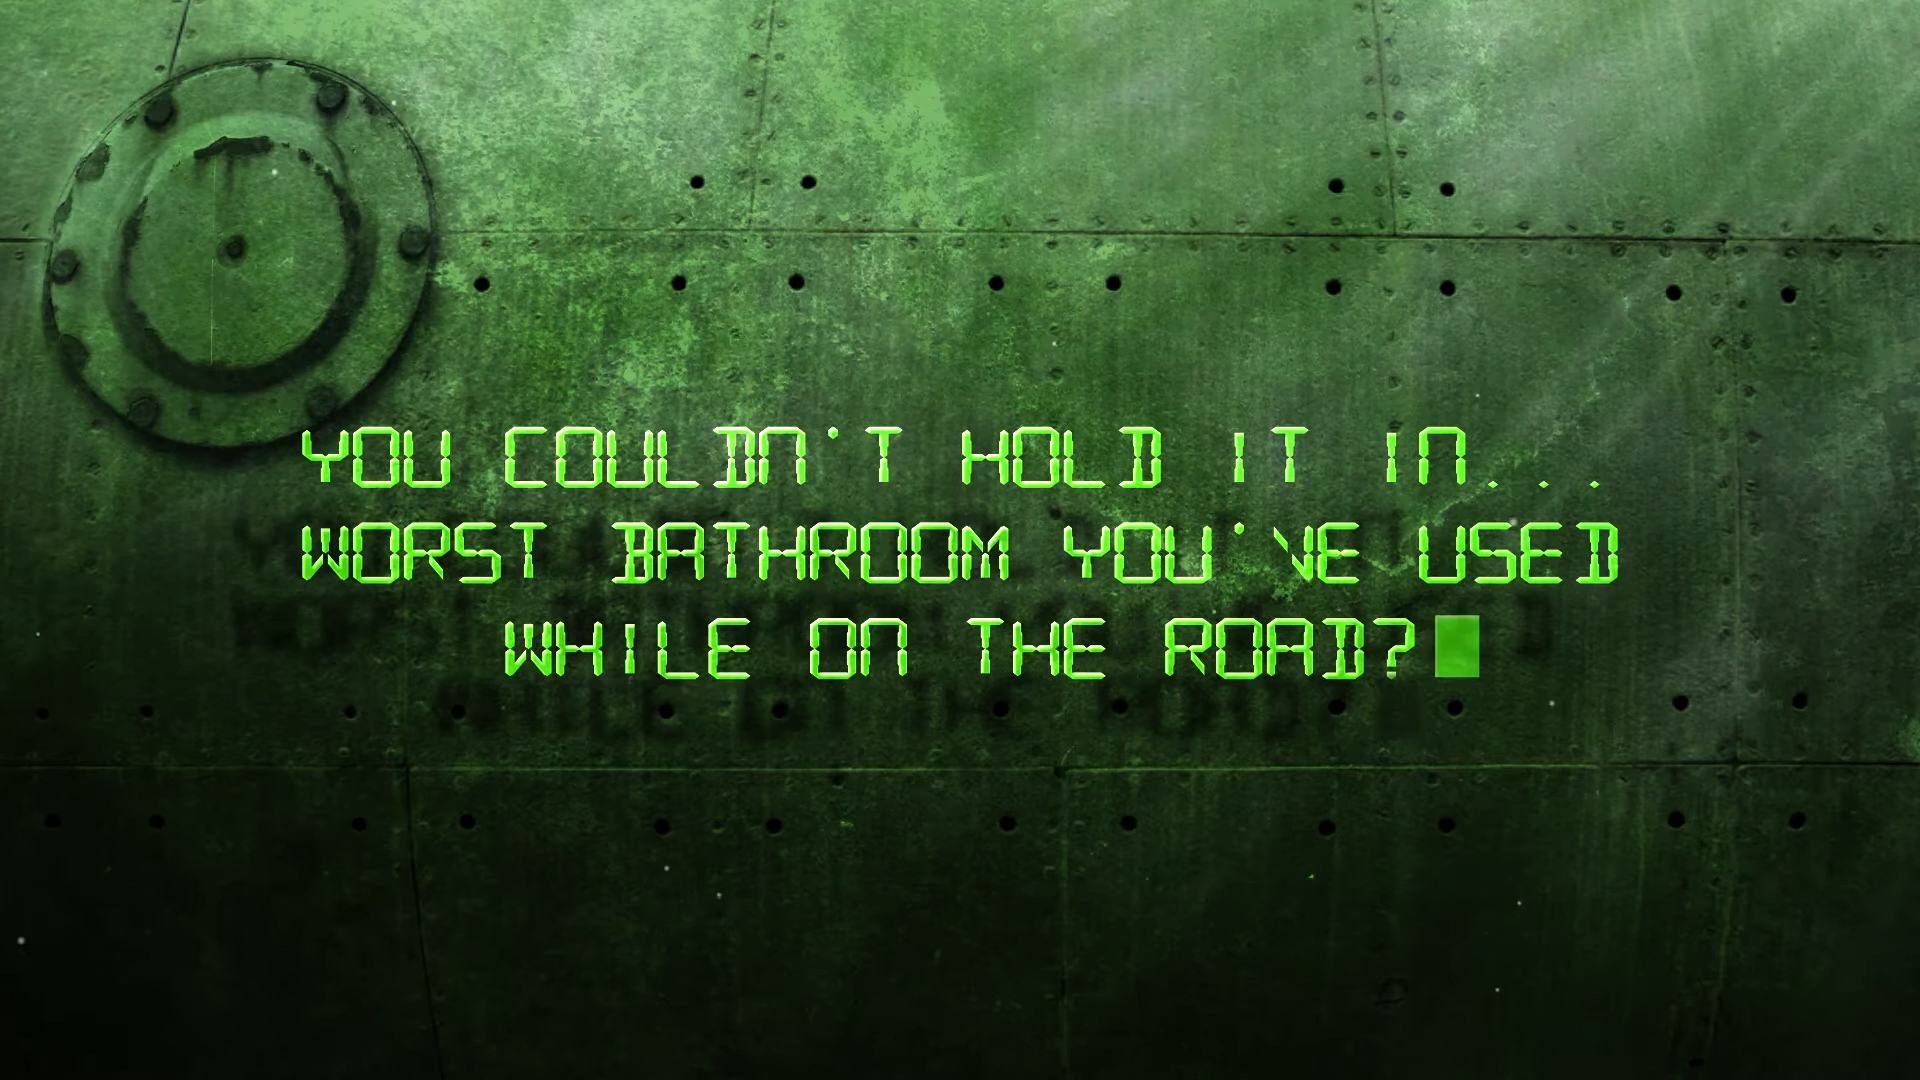 YOU COULDN'T HOLD IT IN...
WORST BATHROOM YOU'VE USED
WHILE ON THE ROAD?